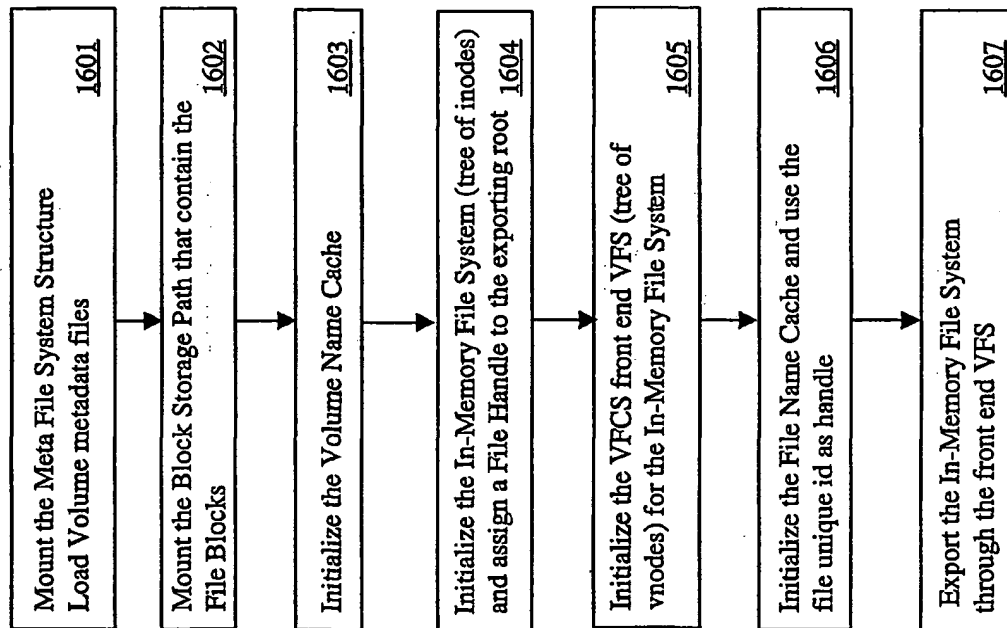 Mount the Meta File System Structure
Load Volume metadata files
1601
Mount the Block Storage Path that contain the
File Blocks
1602
Initialize the Volume Name Cache
1603
Initialize the In-Memory File System (tree of inodes)
and assign a File Handle to the exporting root
1604
Initialize the VFCS front end VFS (tree of
vnodes) for the In-Memory File System
1605
Initialize the File Name Cache and use the
file unique id as handle
1606
Export the In-Memory File System
through the front end VFS
1607